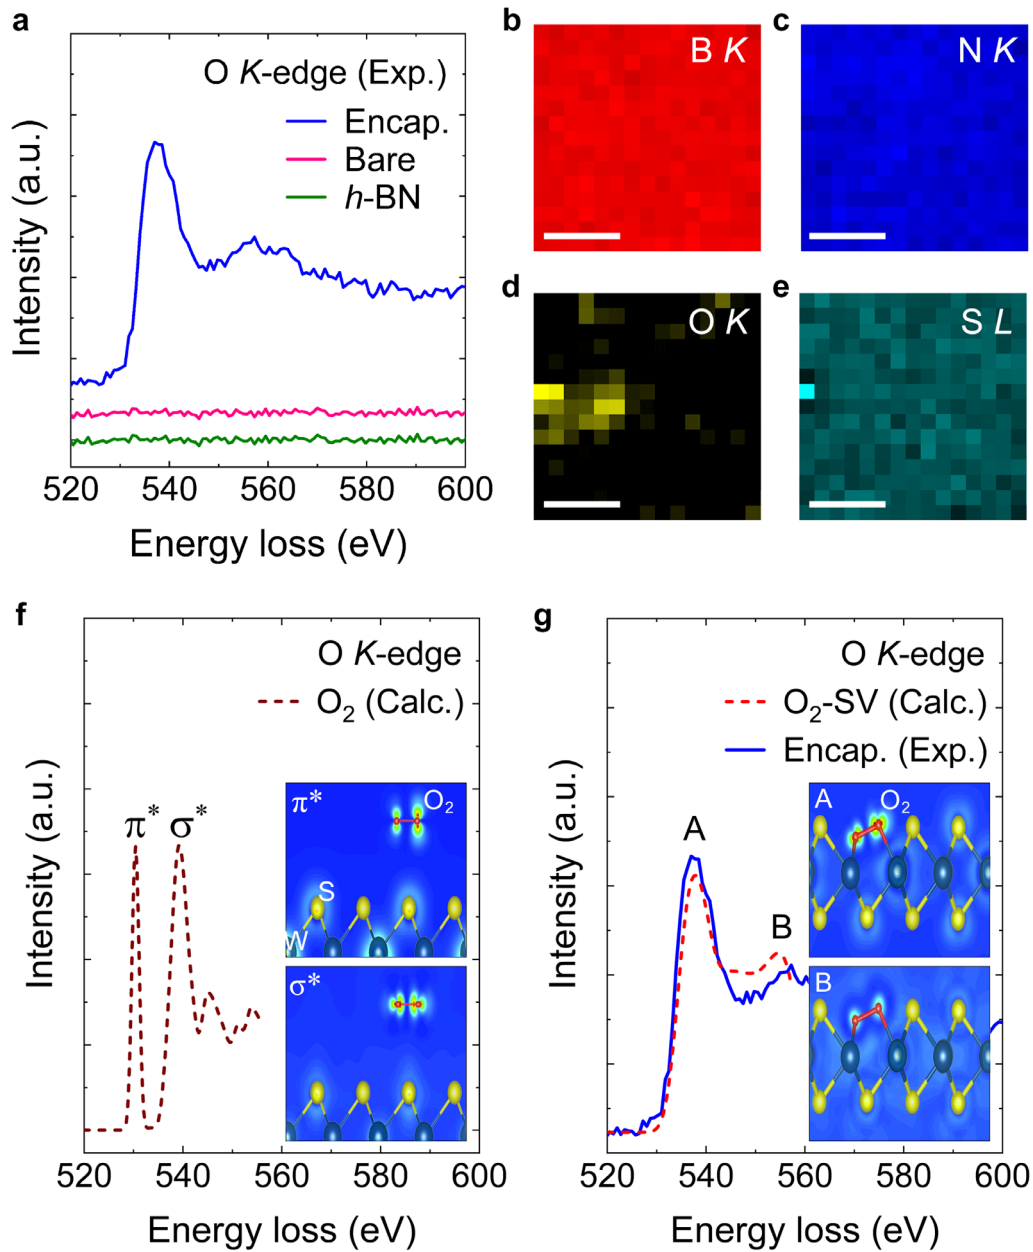 a
O K-edge (Exp.)
Encap.
Bare
h-BN
Intensity (a.u.)
520 540 560 580 600
Energy loss (eV)
b
B K
c
N K
d
O K
e
S L
f
O K-edge
O₂ (Calc.)
π* σ*
π*
O₂
S
W
σ*
Intensity (a.u.)
520 540 560 580 600
Energy loss (eV)
g
O K-edge
O₂-SV (Calc.)
Encap. (Exp.)
A
B
A
O₂
B
Intensity (a.u.)
520 540 560 580 600
Energy loss (eV)